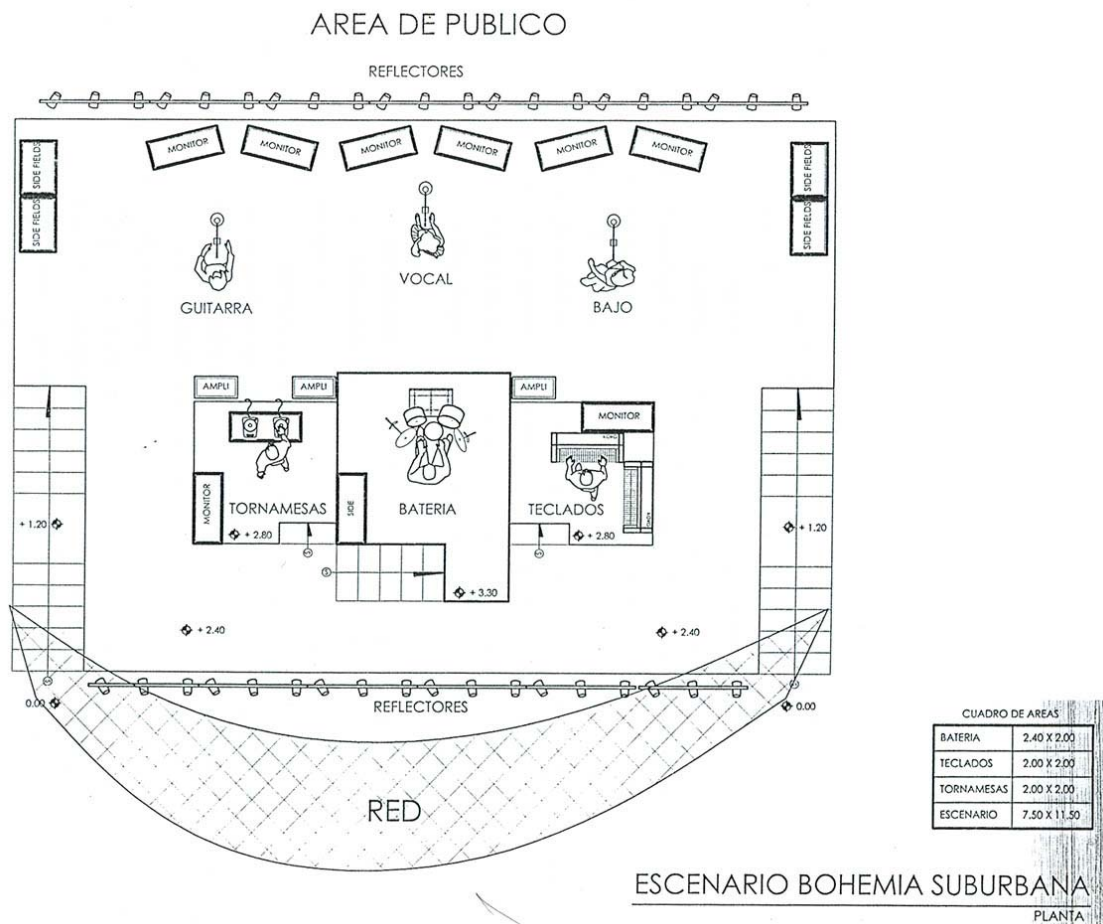 AREA DE PUBLICO
REFLECTORES
MONITOR MONITOR MONITOR MONITOR MONITOR MONITOR
SIDE FIELDS SIDE FIELDS
SIDE FIELDS SIDE FIELDS
GUITARRA
VOCAL
BAJO
AMPLI AMPLI AMPLI
MONITOR
KORG
KORG
MONITOR
SIDE
TORNAMESAS
BATERIA
TECLADOS
+ 1.20
+ 2.80
+ 2.80
+ 1.20
S
S
S
+ 3.30
+ 2.40
+ 2.40
S
S
0.00
REFLECTORES
0.00
RED
CUADRO DE AREAS
BATERIA 2.40 X 2.00
TECLADOS 2.00 X 2.00
TORNAMESAS 2.00 X 2.00
ESCENARIO 7.50 X 11.50
ESCENARIO BOHEMIA SUBURBANA
PLANTA